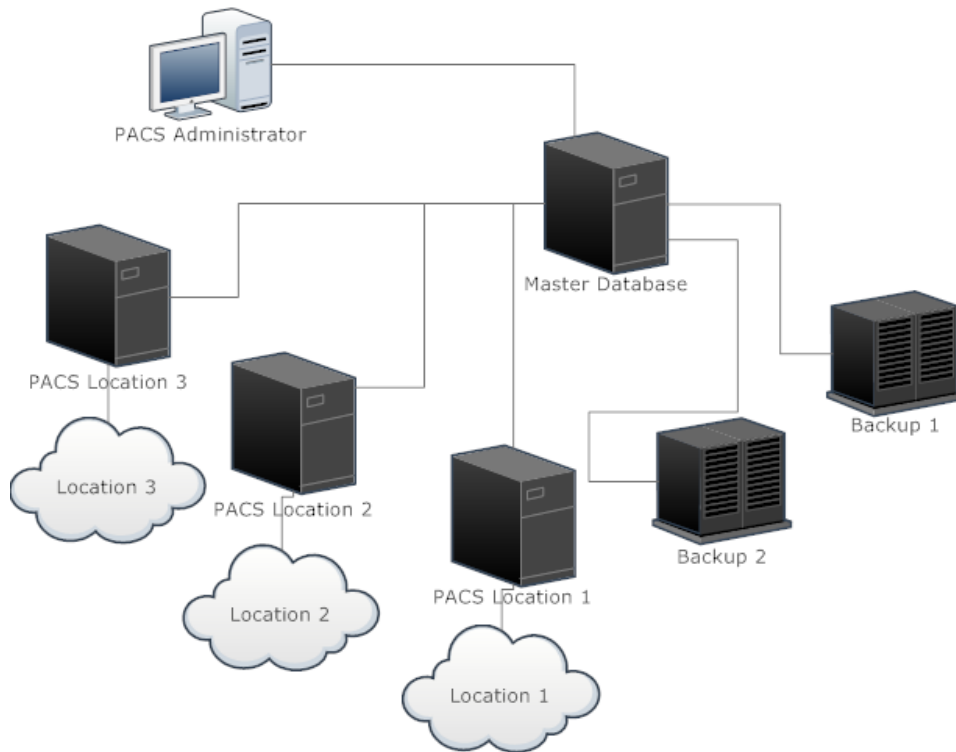 PACS Administrator
Master Database
PACS Location 3
Backup 1
Location 3
PACS Location 2
Backup 2
PACS Location 1
Location 2
Location 1